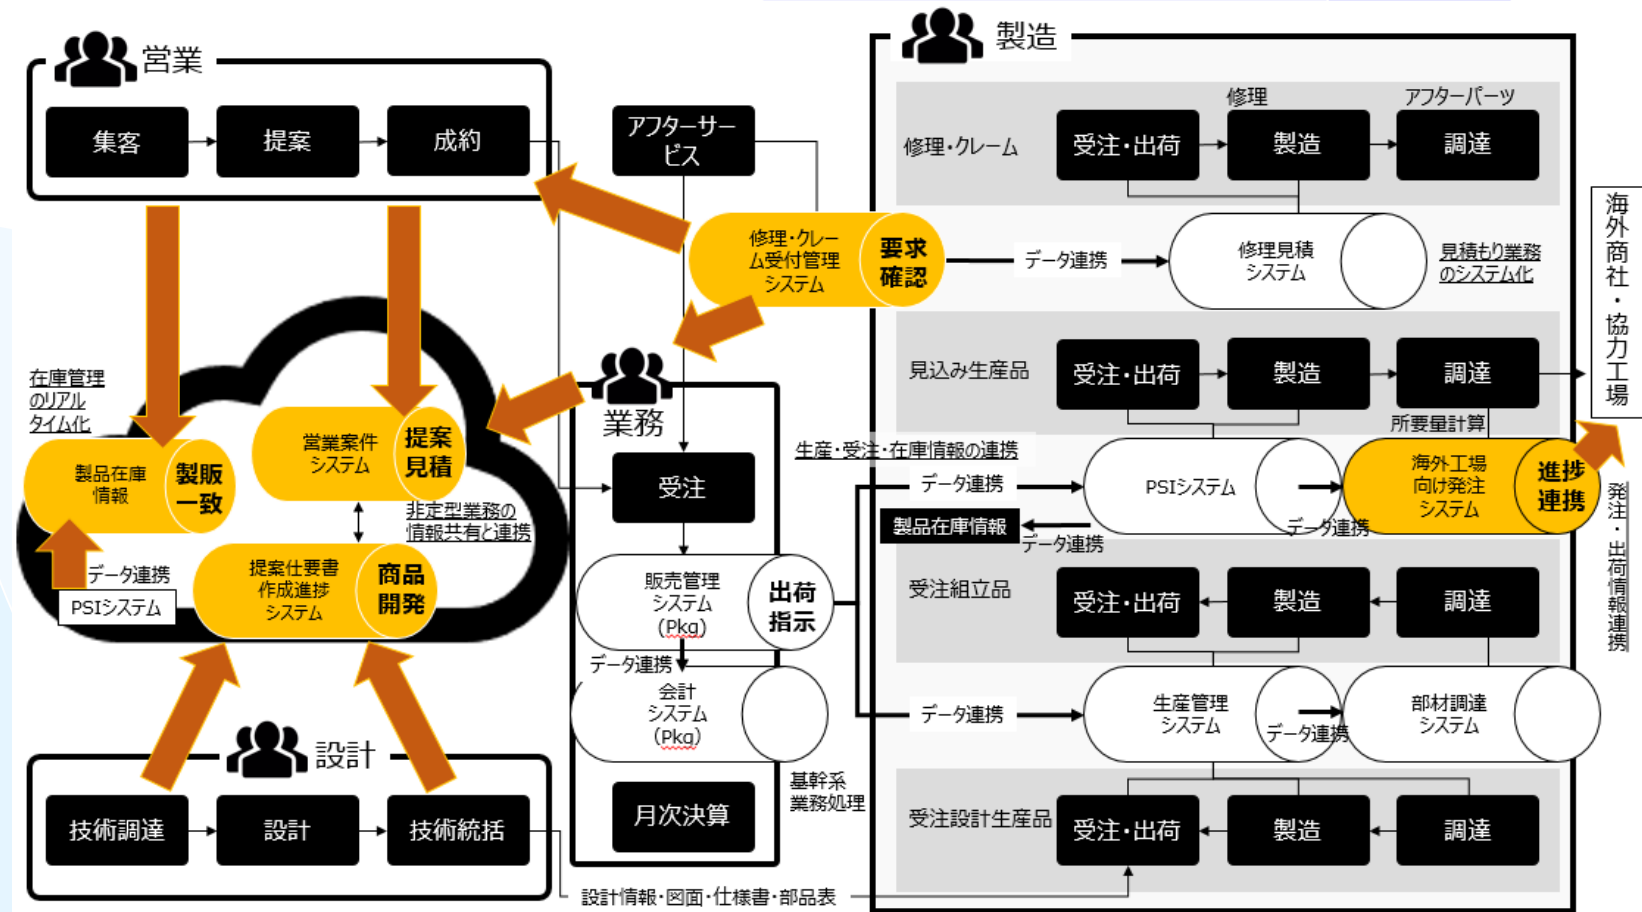 営業
集客
提案
成約
アフターサー
ビス
製造
修理・クレーム
修理
アフターパーツ
受注・出荷
製造
調達
修理・クレー
ム受付管理
システム
要求
確認
データ連携
修理見積
システム
見積もり業務
のシステム化
海外商社・協力工場
見込み生産品
受注・出荷
製造
調達
所要量計算
在庫管理
のリアル
タイム化
製品在庫
情報
製販
一致
営業案件
システム
提案
見積
非定型業務の
情報共有と連携
提案仕要書
作成進捗
システム
商品
開発
データ連携
PSIシステム
業務
受注
販売管理
システム
(Pkg)
出荷
指示
データ連携
会計
システム
(Pkg)
基幹系
業務処理
月次決算
生産・受注・在庫情報の連携
データ連携
PSIシステム
データ連携
海外工場
向け発注
システム
進捗
連携
製品在庫情報
データ連携
発注・出荷情報連携
受注組立品
受注・出荷
製造
調達
データ連携
生産管理
システム
データ連携
部材調達
システム
受注設計生産品
受注・出荷
製造
調達
設計
技術調達
設計
技術統括
設計情報・図面・仕様書・部品表